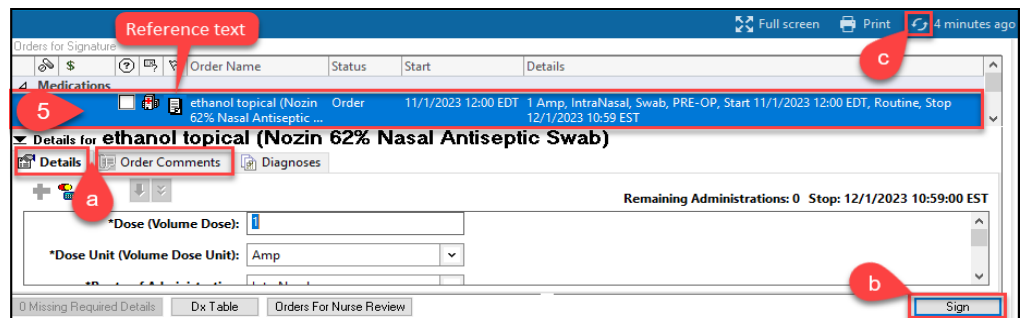 Reference text
Full screen Print 4 minutes ago
c
Orders for Signature
$ Order Name Status Start Details
Medications
5 ethanol topical (Nozin Order 11/1/2023 12:00 EDT 1 Amp, IntraNasal, Swab, PRE-OP, Start 11/1/2023 12:00 EDT, Routine, Stop
62% Nasal Antiseptic ... 12/1/2023 10:59 EST
Details for ethanol topical (Nozin 62% Nasal Antiseptic Swab)
Details Order Comments Diagnoses
a
Remaining Administrations: 0 Stop: 12/1/2023 10:59:00 EST
*Dose (Volume Dose): 1
*Dose Unit (Volume Dose Unit): Amp
b
0 Missing Required Details Dx Table Orders For Nurse Review Sign